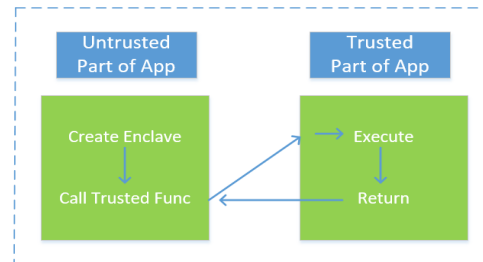 Untrusted
Part of App
Trusted
Part of App
Create Enclave
Call Trusted Func
Execute
Return